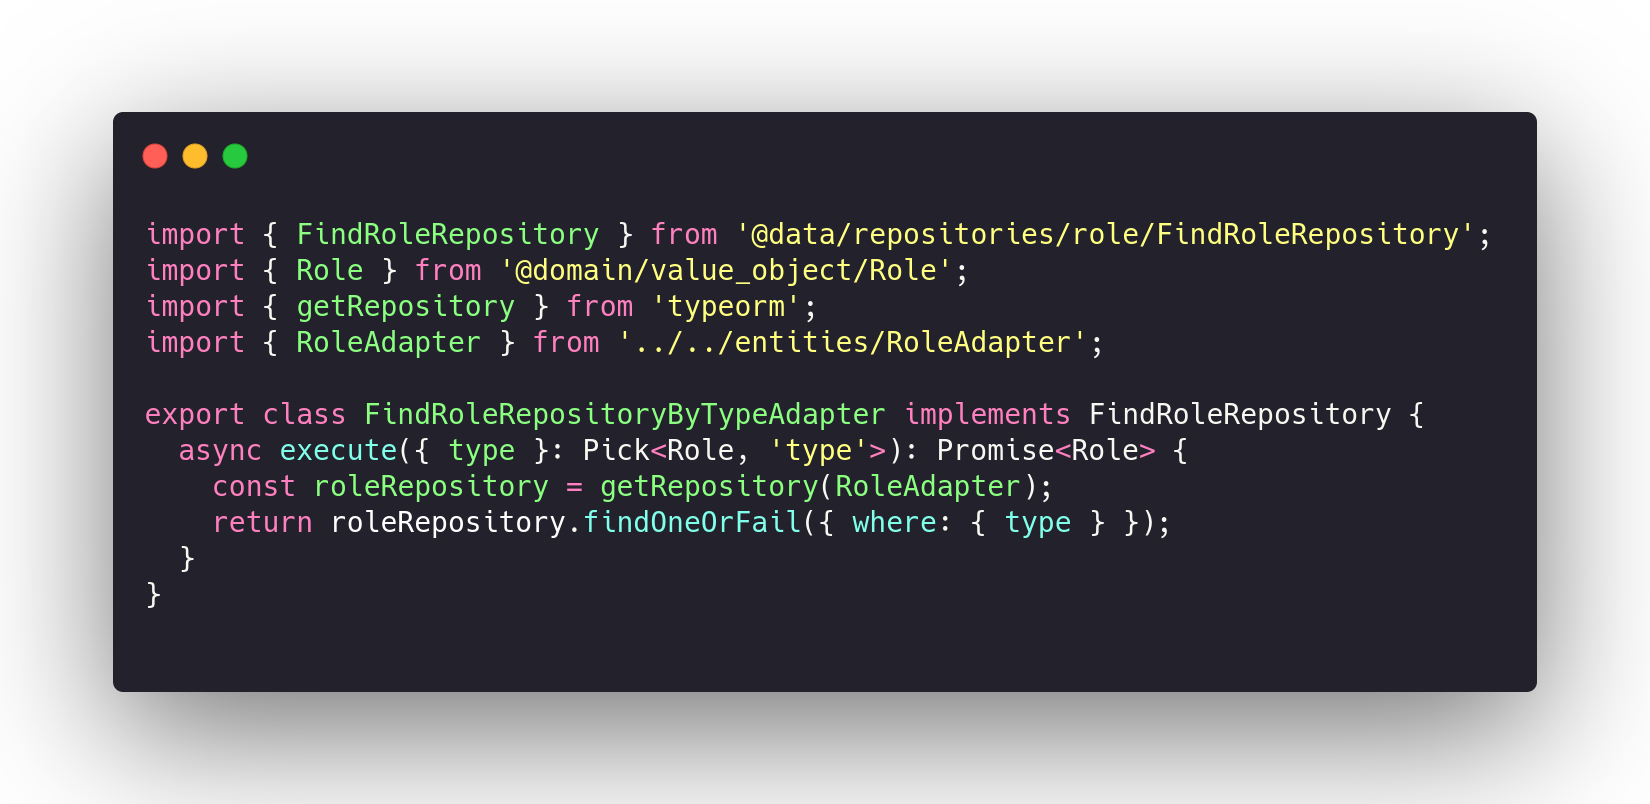 import { FindRoleRepository } from '@data/repositories/role/FindRoleRepository';
import { Role } from '@domain/value_object/Role';
import { getRepository } from 'typeorm';
import { RoleAdapter } from '../../entities/RoleAdapter';

export class FindRoleRepositoryByTypeAdapter implements FindRoleRepository {
  async execute({ type }: Pick<Role, 'type'>): Promise<Role> {
    const roleRepository = getRepository(RoleAdapter);
    return roleRepository.findOneOrFail({ where: { type } });
  }
}